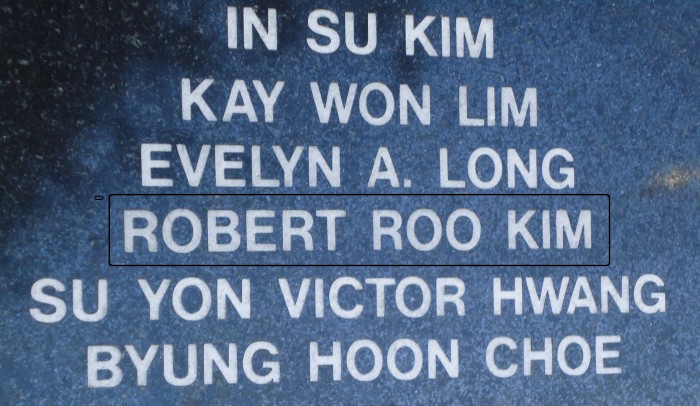 IN SU KIM
KAY WON LIM
EVELYN A. LONG
ROBERT ROO KIM
SU YON VICTOR HWANG
BYUNG HOON CHOE